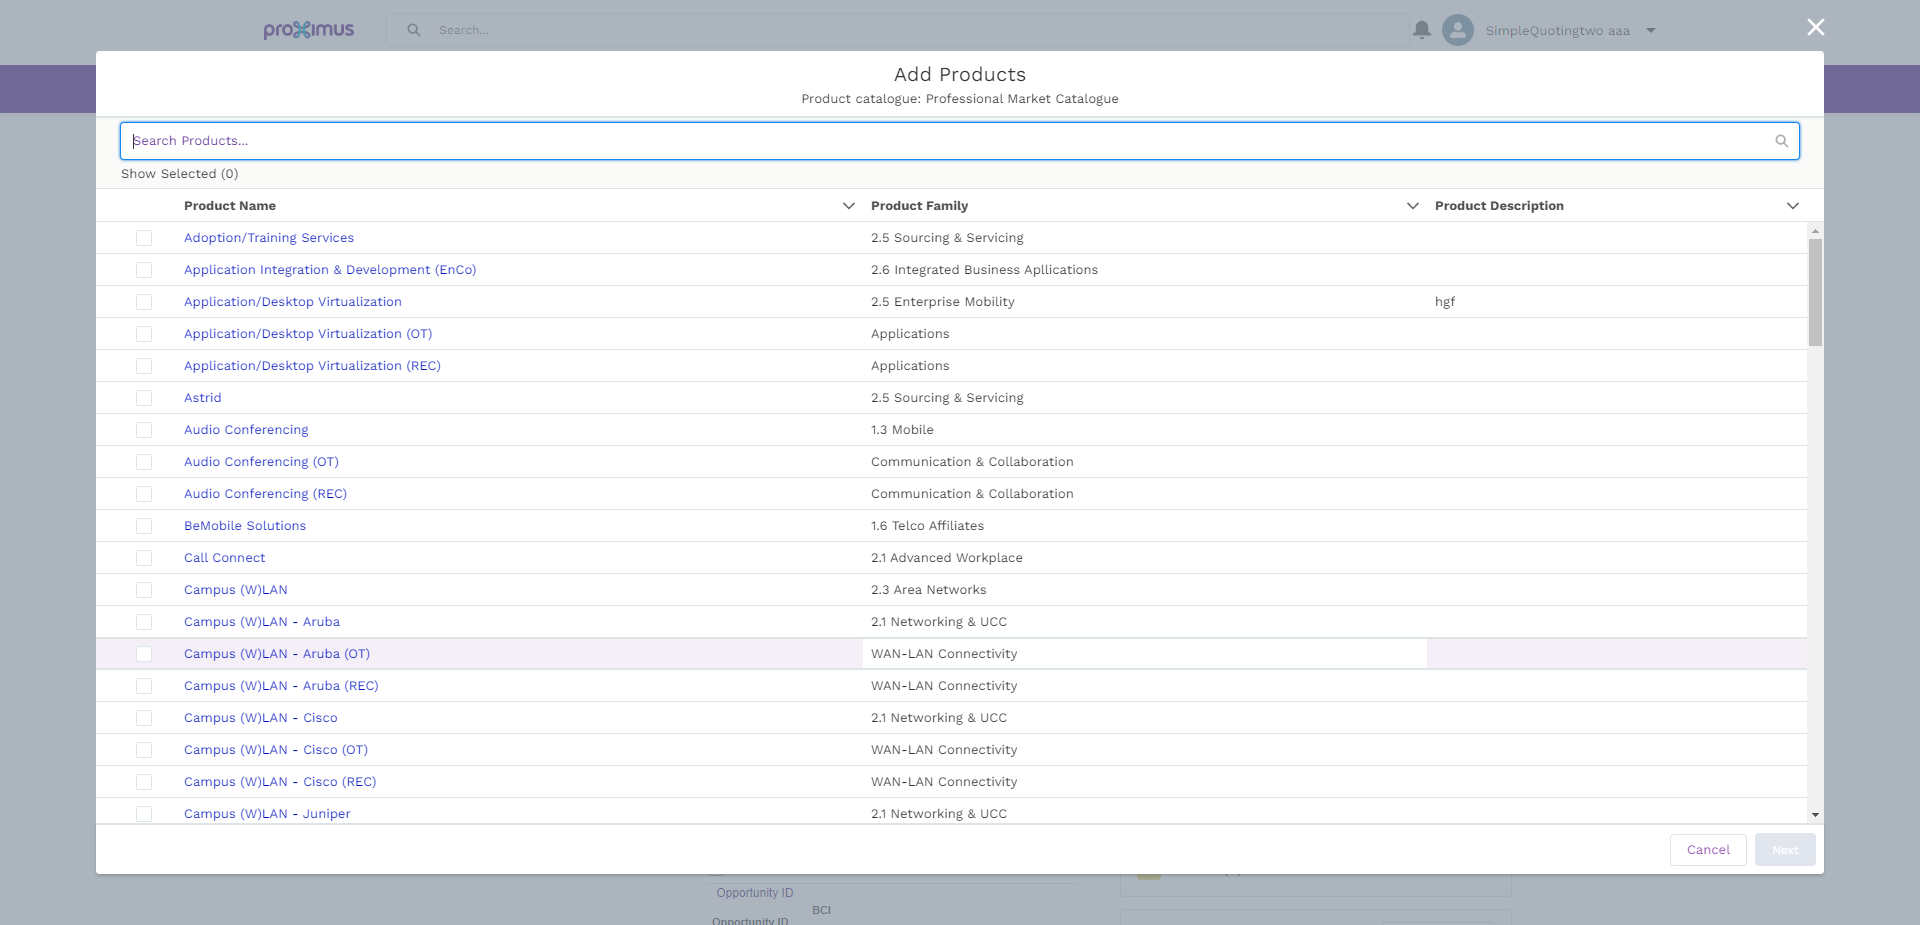 proximus
Search...
SimpleQuotingtwo aaa
Add Products
Product catalogue: Professional Market Catalogue
Search Products...
Show Selected (0)
Product Name Product Family Product Description
Adoption/Training Services 2.5 Sourcing & Servicing
Application Integration & Development (EnCo) 2.6 Integrated Business Apllications
Application/Desktop Virtualization 2.5 Enterprise Mobility hgf
Application/Desktop Virtualization (OT) Applications
Application/Desktop Virtualization (REC) Applications
Astrid 2.5 Sourcing & Servicing
Audio Conferencing 1.3 Mobile
Audio Conferencing (OT) Communication & Collaboration
Audio Conferencing (REC) Communication & Collaboration
BeMobile Solutions 1.6 Telco Affiliates
Call Connect 2.1 Advanced Workplace
Campus (W)LAN 2.3 Area Networks
Campus (W)LAN - Aruba 2.1 Networking & UCC
Campus (W)LAN - Aruba (OT) WAN-LAN Connectivity
Campus (W)LAN - Aruba (REC) WAN-LAN Connectivity
Campus (W)LAN - Cisco 2.1 Networking & UCC
Campus (W)LAN - Cisco (OT) WAN-LAN Connectivity
Campus (W)LAN - Cisco (REC) WAN-LAN Connectivity
Campus (W)LAN - Juniper 2.1 Networking & UCC
Cancel Next
Opportunity ID
BCI
Opportunity ID